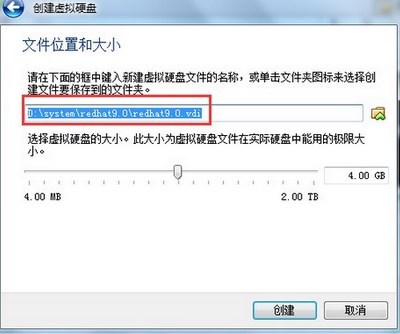 创建虚拟硬盘
文件位置和大小
请在下面的框中键入新建虚拟硬盘文件的名称，或单击文件夹图标来选择创
建文件要保存到的文件夹。
D:\system\redhat9.0\redhat9.0.vdi
选择虚拟硬盘的大小。此大小为虚拟硬盘文件在实际硬盘中能用的极限大
小。
4.00 GB
4.00 MB 2.00 TB
创建 取消